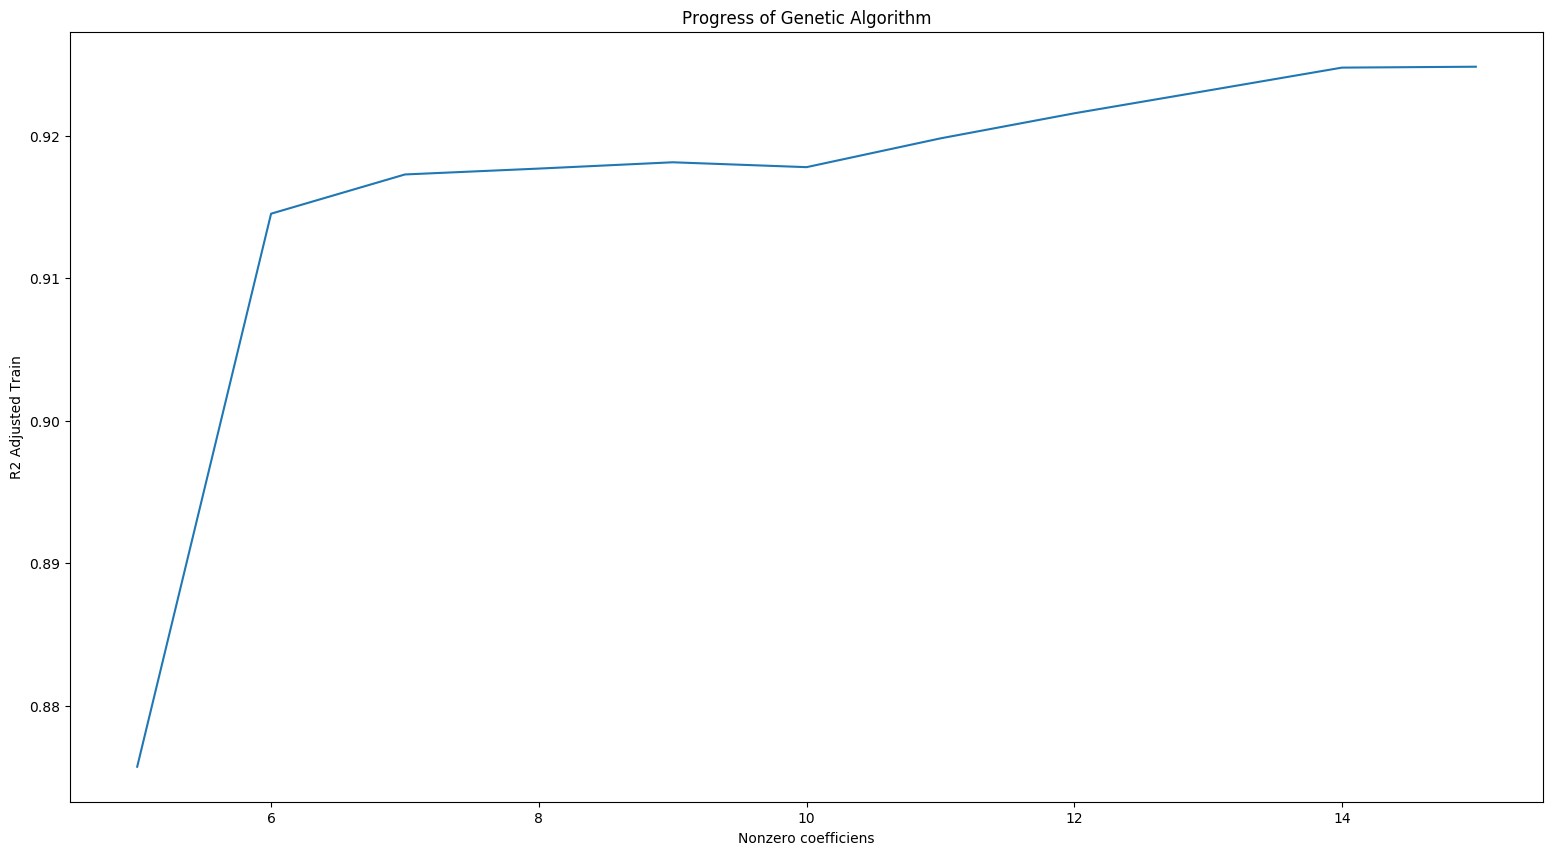 Progress of Genetic Algorithm
0.92
0.91
0.90
0.89
0.88
R2 Adjusted Train
6 8 10 12 14
Nonzero coefficiens